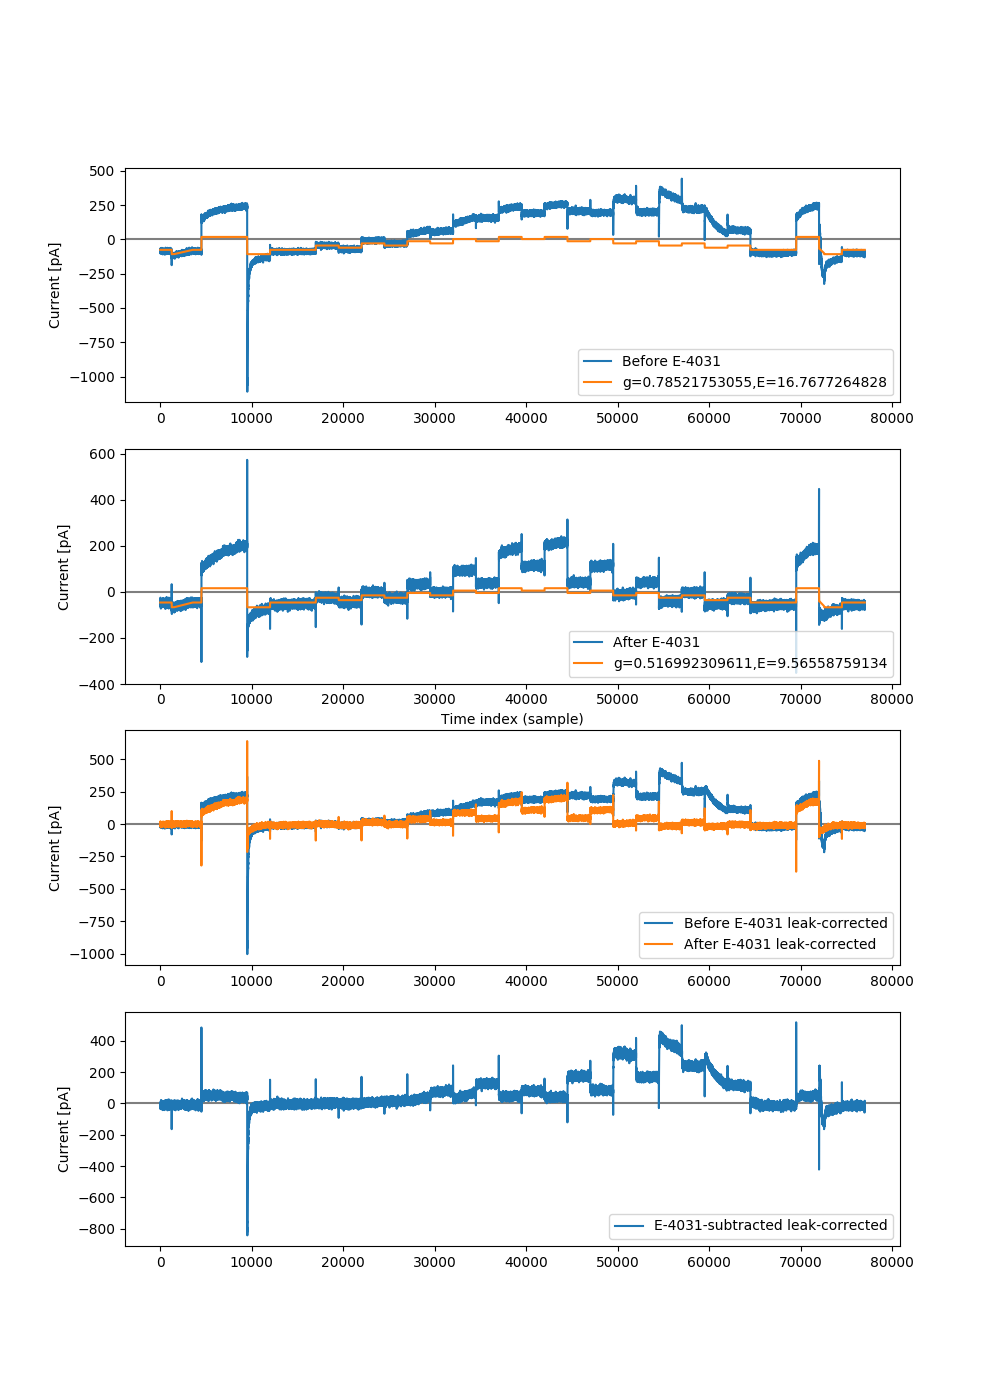 500
250
0
−250
−500
−750
−1000
Current [pA]
Before E-4031
g=0.78521753055,E=16.7677264828
0 10000 20000 30000 40000 50000 60000 70000 80000
600
400
200
0
−200
−400
Current [pA]
After E-4031
g=0.516992309611,E=9.56558759134
0 10000 20000 30000 40000 50000 60000 70000 80000
Time index (sample)
500
250
0
−250
−500
−750
−1000
Current [pA]
Before E-4031 leak-corrected
After E-4031 leak-corrected
0 10000 20000 30000 40000 50000 60000 70000 80000
400
200
0
−200
−400
−600
−800
Current [pA]
E-4031-subtracted leak-corrected
0 10000 20000 30000 40000 50000 60000 70000 80000